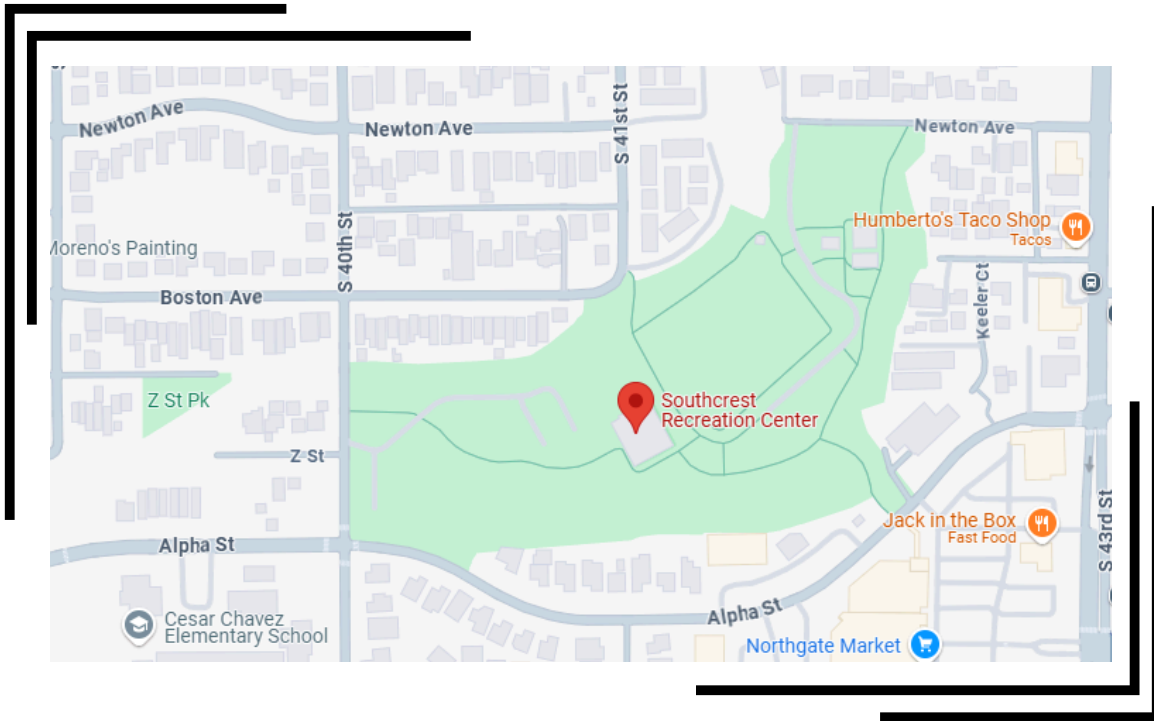 Newton Ave
Newton Ave
S 41st St
Newton Ave
Humberto's Taco Shop
Tacos
Moreno's Painting
S 40th St
Boston Ave
Keeler Ct
Z St Pk
Southcrest
Recreation Center
Z St
S 43rd St
Jack in the Box
Fast Food
Alpha St
Alpha St
Cesar Chavez
Elementary School
Northgate Market